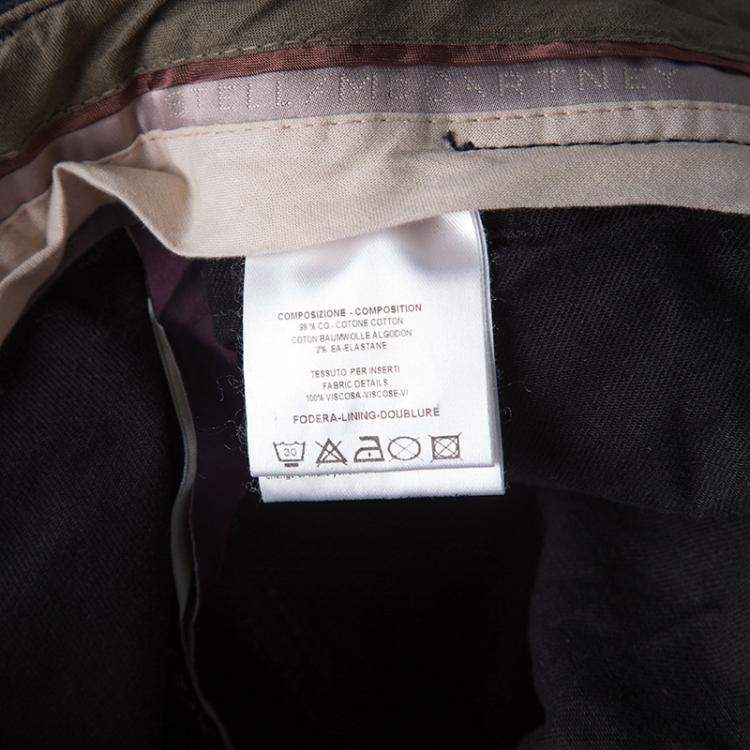 STELLA McCARTNEY
COMPOSIZIONE - COMPOSITION
98 % CO - COTONE COTTON
COTON BAUMWOLLE ALGODÓN
2% EA-ELASTANE
TESSUTO PER INSERTI
FABRIC DETAILS
100% VISCOSA-VISCOSE-VI
FODERA-LINING-DOUBLURE
30